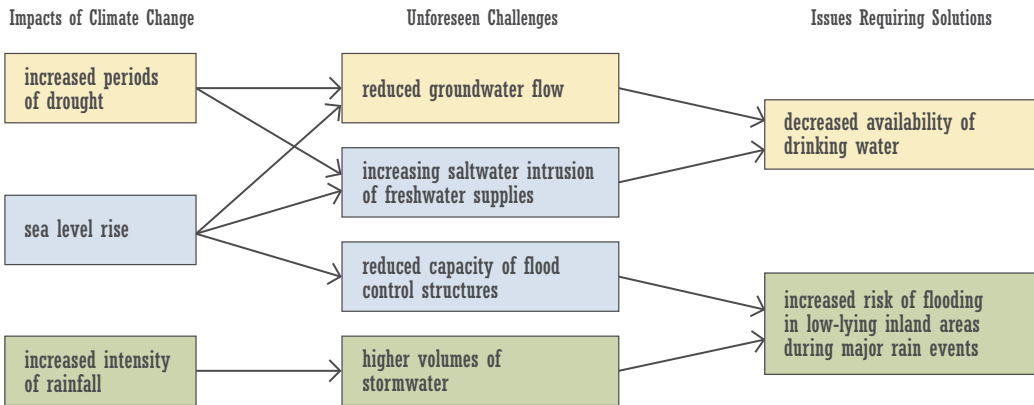 Impacts of Climate Change
Unforeseen Challenges
Issues Requiring Solutions
increased periods
of drought
sea level rise
increased intensity
of rainfall
reduced groundwater flow
increasing saltwater intrusion
of freshwater supplies
reduced capacity of flood
control structures
higher volumes of
stormwater
decreased availability of
drinking water
increased risk of flooding
in low-lying inland areas
during major rain events